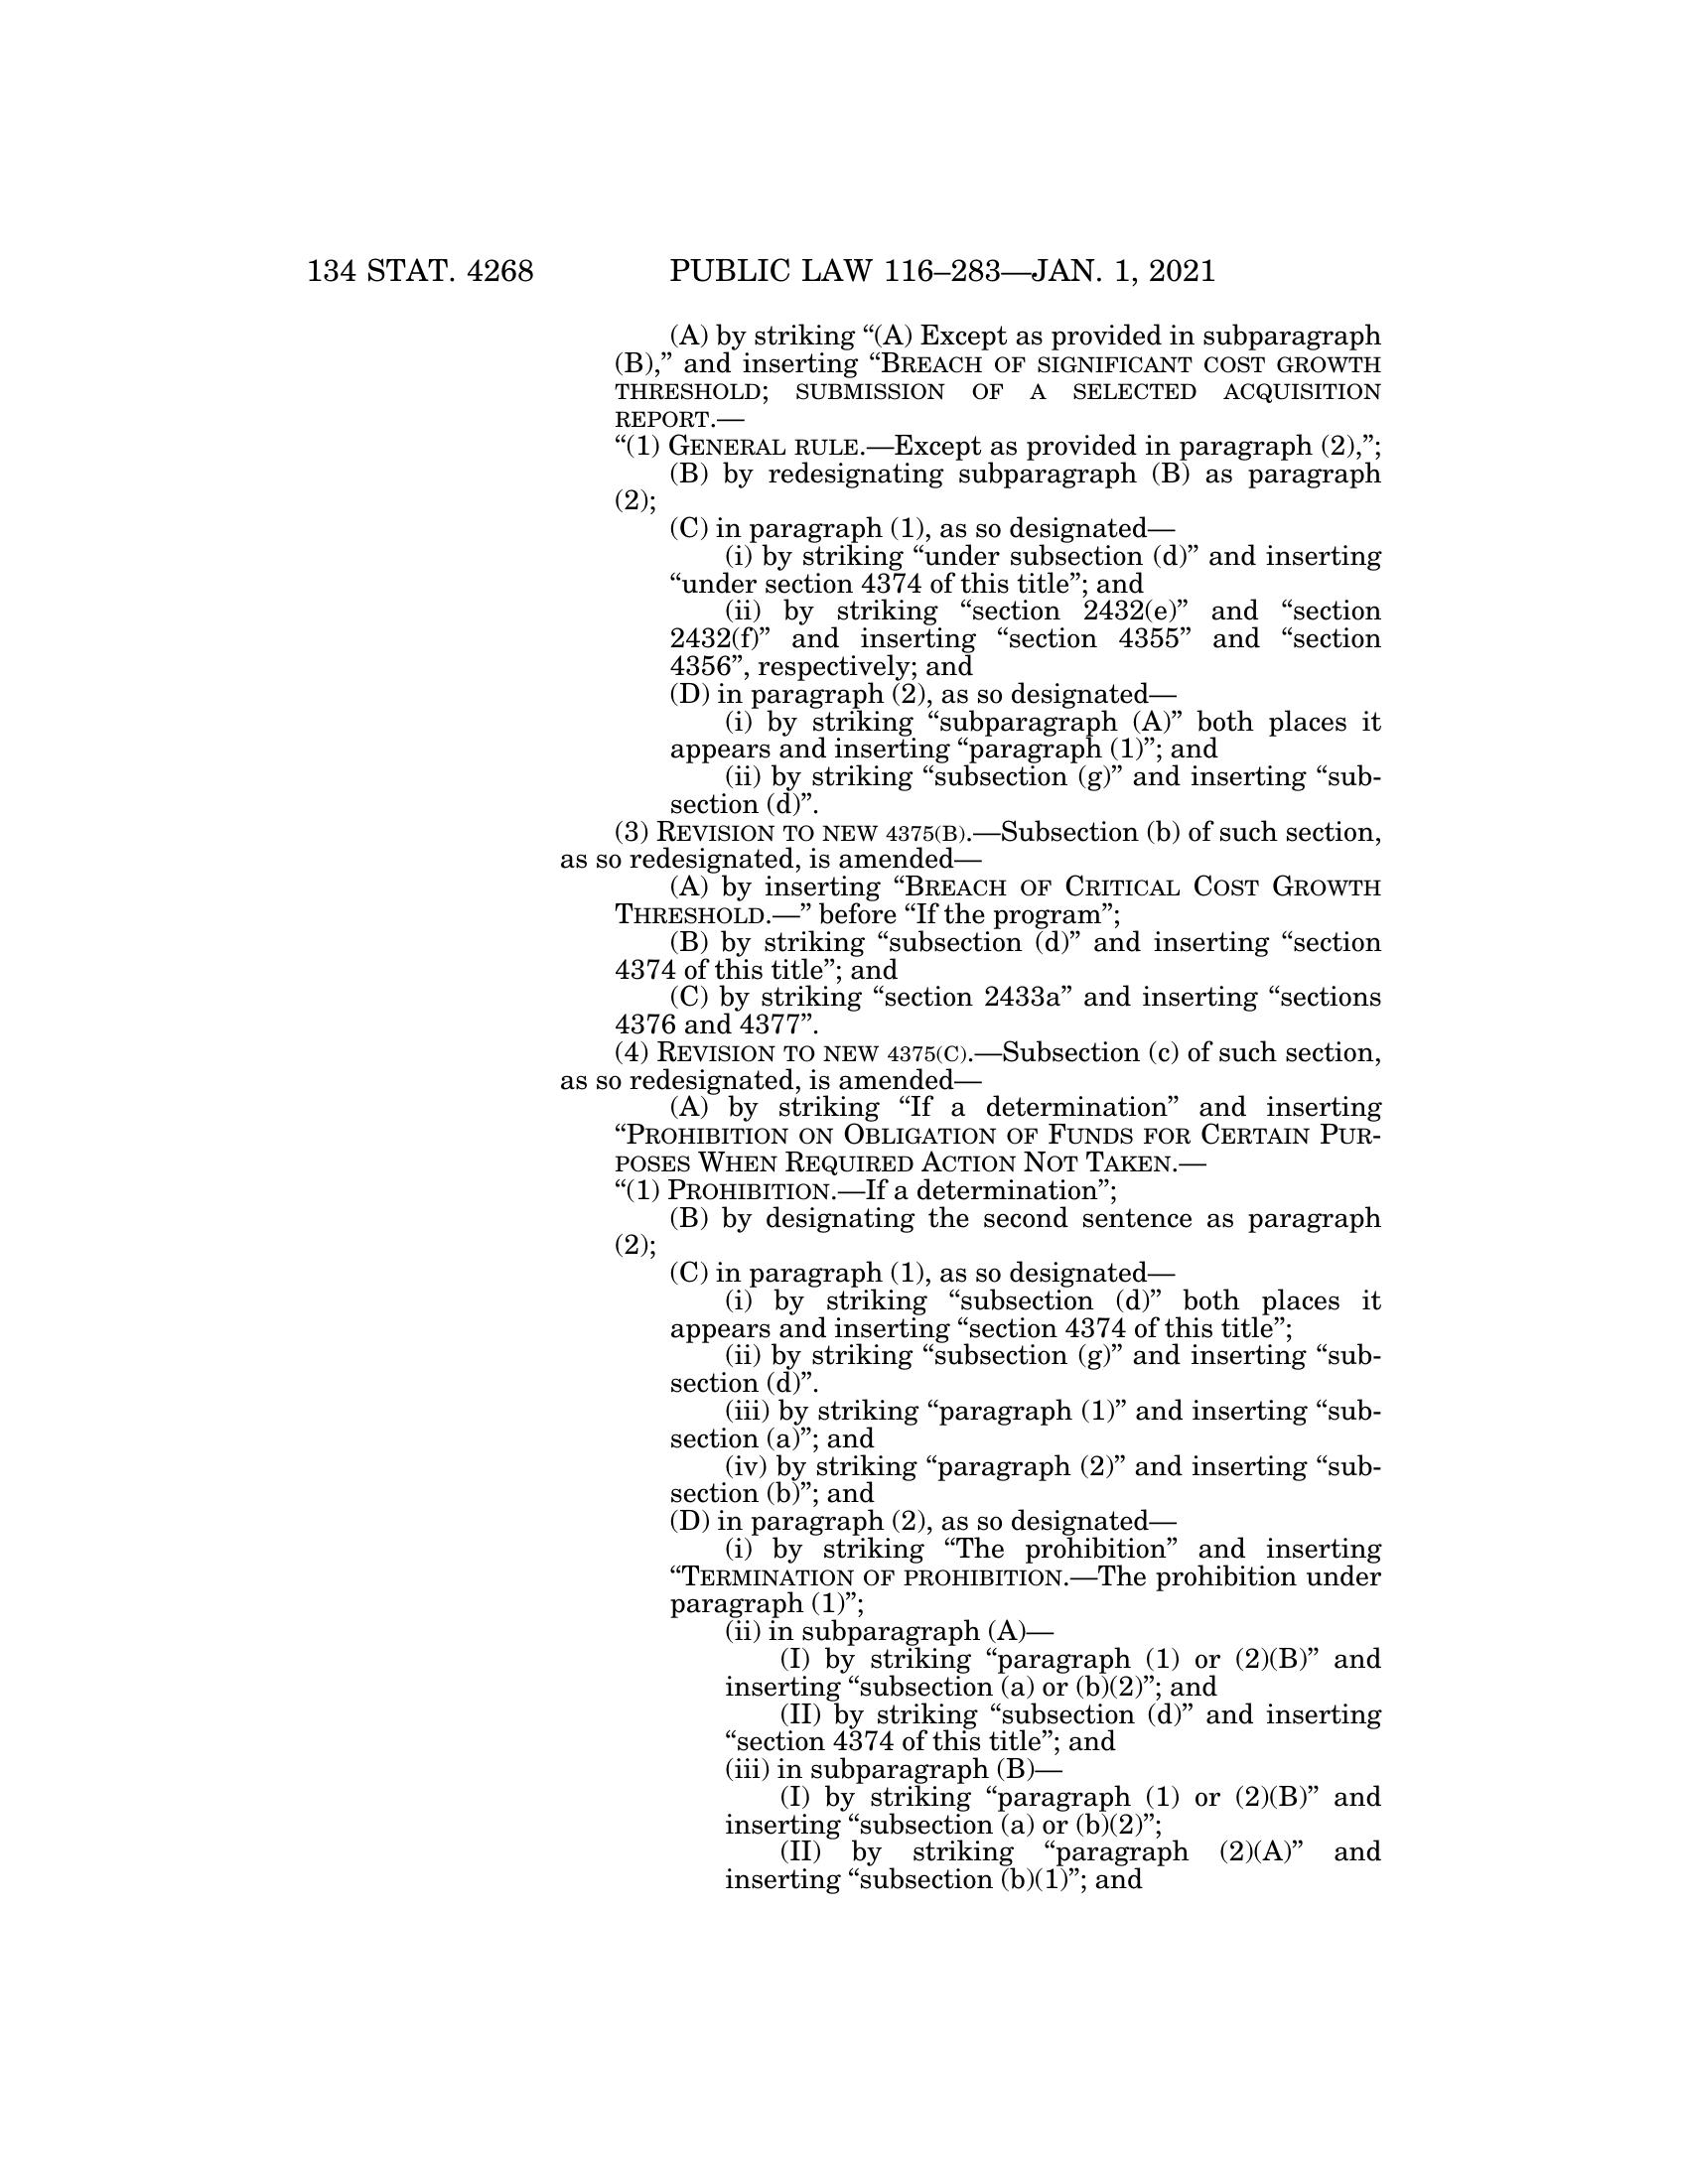 134 STAT. 4268 PUBLIC LAW 116–283—JAN. 1, 2021
(A) by striking “(A) Except as provided in subparagraph
(B),” and inserting “BREACH OF SIGNIFICANT COST GROWTH
THRESHOLD; SUBMISSION OF A SELECTED ACQUISITION
REPORT.—
“(1) GENERAL RULE.—Except as provided in paragraph (2),”;
(B) by redesignating subparagraph (B) as paragraph
(2);
(C) in paragraph (1), as so designated—
(i) by striking “under subsection (d)” and inserting
“under section 4374 of this title”; and
(ii) by striking “section 2432(e)” and “section
2432(f)” and inserting “section 4355” and “section
4356”, respectively; and
(D) in paragraph (2), as so designated—
(i) by striking “subparagraph (A)” both places it
appears and inserting “paragraph (1)”; and
(ii) by striking “subsection (g)” and inserting “sub-
section (d)”.
(3) REVISION TO NEW 4375(B).—Subsection (b) of such section,
as so redesignated, is amended—
(A) by inserting “BREACH OF CRITICAL COST GROWTH
THRESHOLD.—” before “If the program”;
(B) by striking “subsection (d)” and inserting “section
4374 of this title”; and
(C) by striking “section 2433a” and inserting “sections
4376 and 4377”.
(4) REVISION TO NEW 4375(C).—Subsection (c) of such section,
as so redesignated, is amended—
(A) by striking “If a determination” and inserting
“PROHIBITION ON OBLIGATION OF FUNDS FOR CERTAIN PUR-
POSES WHEN REQUIRED ACTION NOT TAKEN.—
“(1) PROHIBITION.—If a determination”;
(B) by designating the second sentence as paragraph
(2);
(C) in paragraph (1), as so designated—
(i) by striking “subsection (d)” both places it
appears and inserting “section 4374 of this title”;
(ii) by striking “subsection (g)” and inserting “sub-
section (d)”.
(iii) by striking “paragraph (1)” and inserting “sub-
section (a)”; and
(iv) by striking “paragraph (2)” and inserting “sub-
section (b)”; and
(D) in paragraph (2), as so designated—
(i) by striking “The prohibition” and inserting
“TERMINATION OF PROHIBITION.—The prohibition under
paragraph (1)”;
(ii) in subparagraph (A)—
(I) by striking “paragraph (1) or (2)(B)” and
inserting “subsection (a) or (b)(2)”; and
(II) by striking “subsection (d)” and inserting
“section 4374 of this title”; and
(iii) in subparagraph (B)—
(I) by striking “paragraph (1) or (2)(B)” and
inserting “subsection (a) or (b)(2)”;
(II) by striking “paragraph (2)(A)” and
inserting “subsection (b)(1)”; and